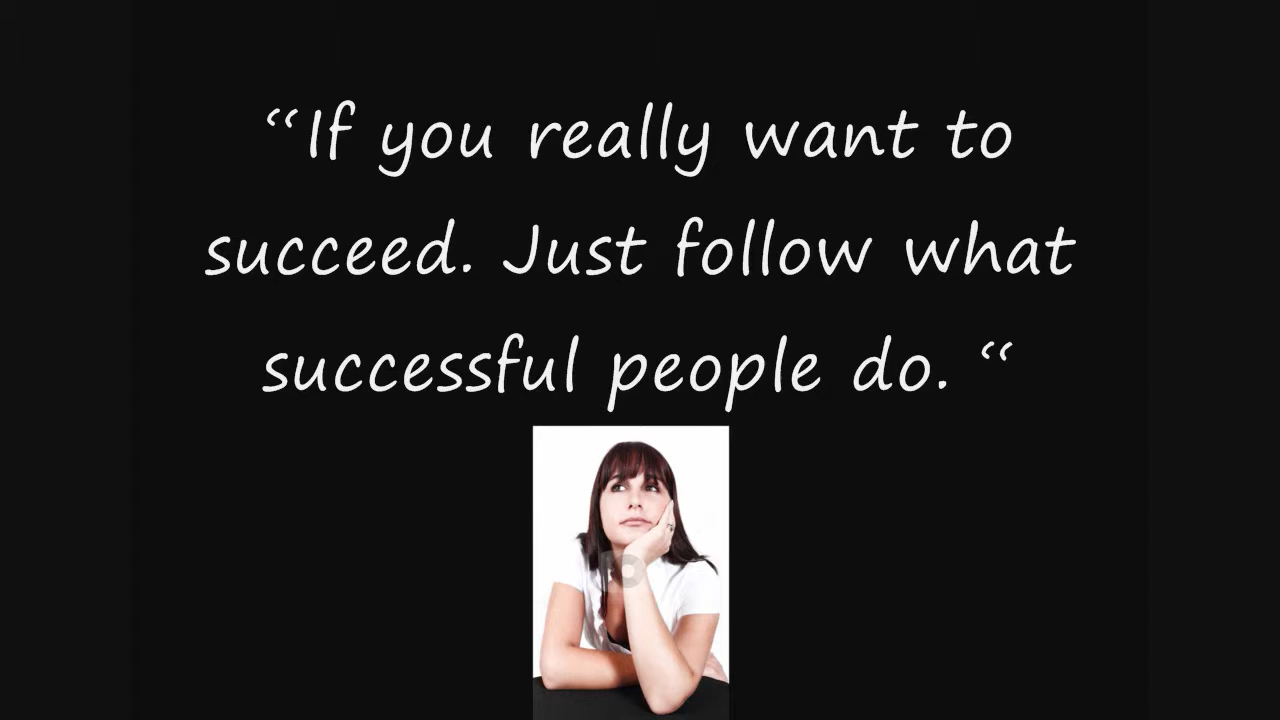 “If you really want to
succeed. Just follow what
successful people do. “